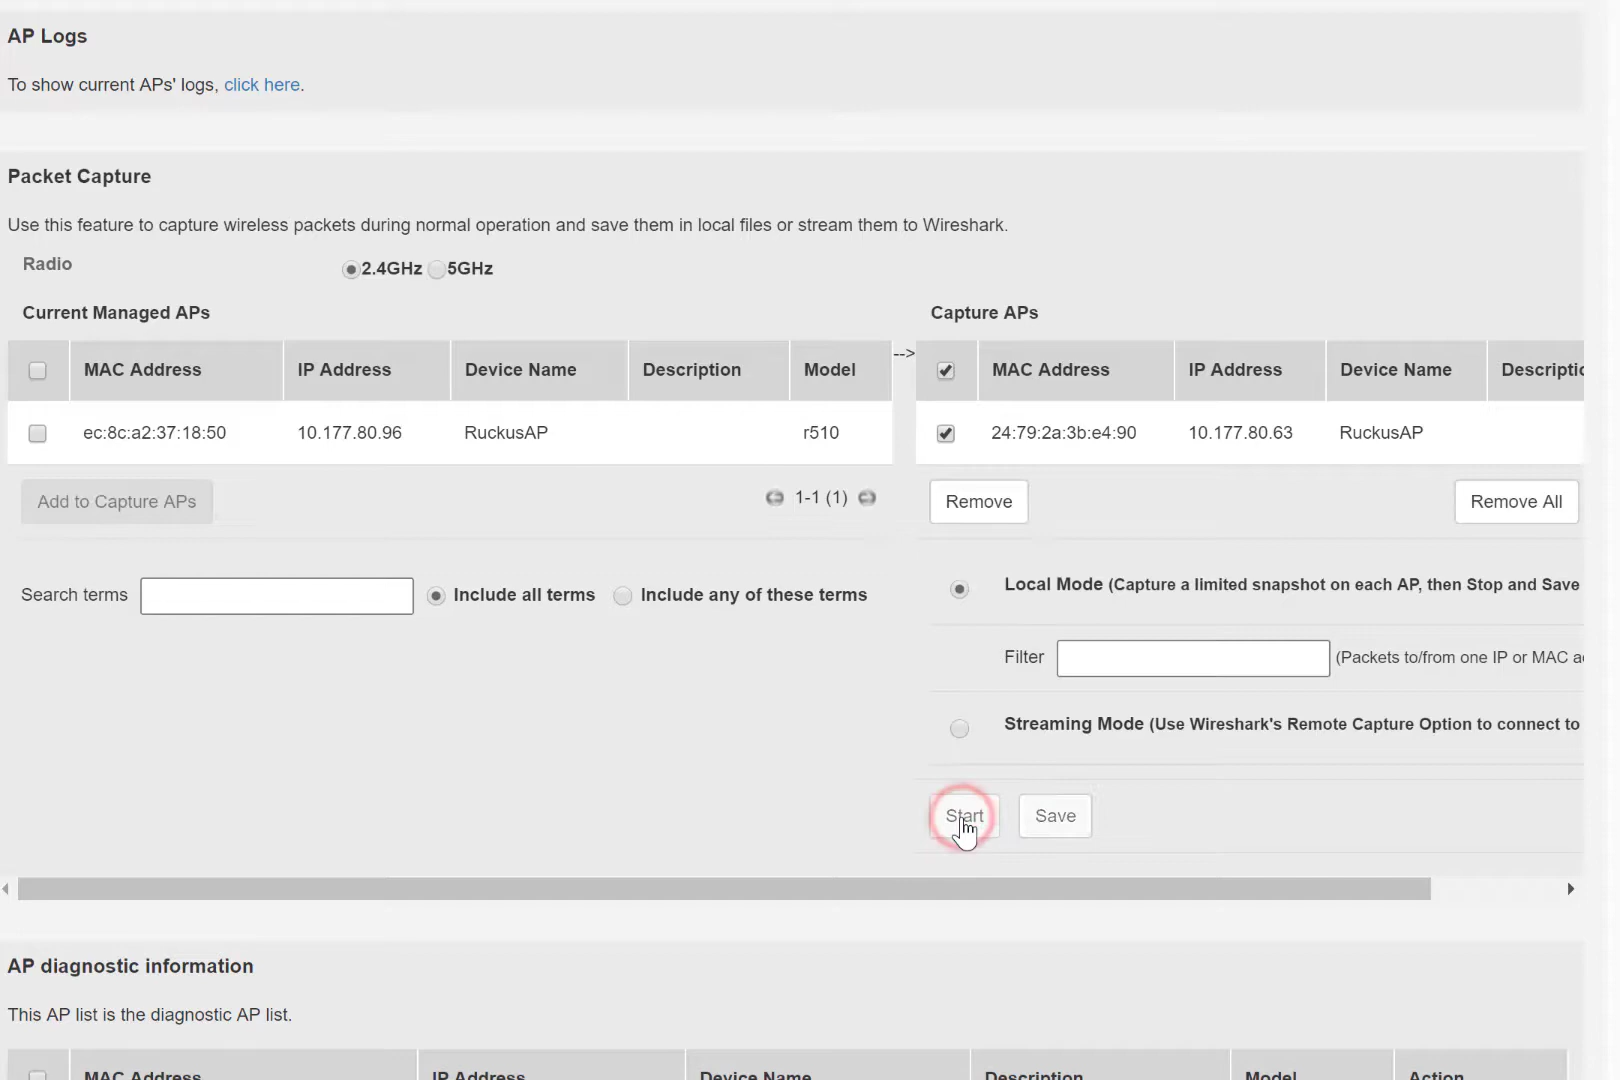 AP Logs
To show current APs' logs, click here.
Packet Capture
Use this feature to capture wireless packets during normal operation and save them in local files or stream them to Wireshark.
Radio 2.4GHz 5GHz
Current Managed APs Capture APs
MAC Address IP Address Device Name Description Model --> MAC Address IP Address Device Name Descriptio
ec:8c:a2:37:18:50 10.177.80.96 RuckusAP r510 24:79:2a:3b:e4:90 10.177.80.63 RuckusAP
Add to Capture APs 1-1 (1) Remove Remove All
Search terms Include all terms Include any of these terms Local Mode (Capture a limited snapshot on each AP, then Stop and Save
Filter (Packets to/from one IP or MAC a
Streaming Mode (Use Wireshark's Remote Capture Option to connect to
Start Save
AP diagnostic information
This AP list is the diagnostic AP list.
MAC Address IP Address Device Name Description Model Action